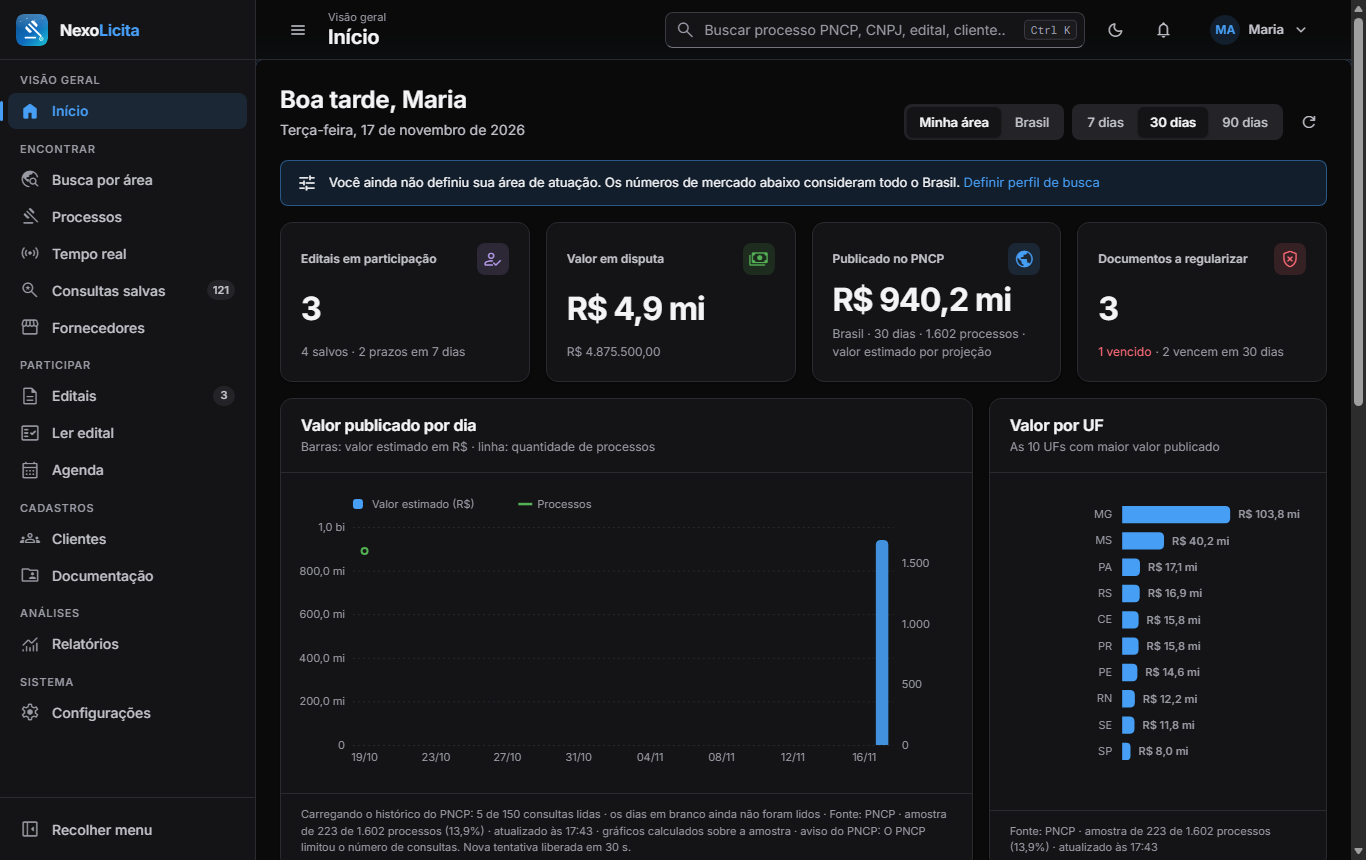 NexoLicita
Visão geral
Início
Buscar processo PNCP, CNPJ, edital, cliente..
Ctrl K
MA
Maria
VISÃO GERAL
Início
ENCONTRAR
Busca por área
Processos
Tempo real
Consultas salvas
121
Fornecedores
PARTICIPAR
Editais
3
Ler edital
Agenda
CADASTROS
Clientes
Documentação
ANÁLISES
Relatórios
SISTEMA
Configurações
Recolher menu
Boa tarde, Maria
Terça-feira, 17 de novembro de 2026
Minha área
Brasil
7 dias
30 dias
90 dias
Você ainda não definiu sua área de atuação. Os números de mercado abaixo consideram todo o Brasil. Definir perfil de busca
Editais em participação
3
4 salvos · 2 prazos em 7 dias
Valor em disputa
R$ 4,9 mi
R$ 4.875.500,00
Publicado no PNCP
R$ 940,2 mi
Brasil · 30 dias · 1.602 processos ·
valor estimado por projeção
Documentos a regularizar
3
1 vencido · 2 vencem em 30 dias
Valor publicado por dia
Barras: valor estimado em R$ · linha: quantidade de processos
Valor estimado (R$)
Processos
1,0 bi
800,0 mi
600,0 mi
400,0 mi
200,0 mi
0
1.500
1.000
500
0
19/10
23/10
27/10
31/10
04/11
08/11
12/11
16/11
Carregando o histórico do PNCP: 5 de 150 consultas lidas · os dias em branco ainda não foram lidos · Fonte: PNCP · amostra
de 223 de 1.602 processos (13,9%) · atualizado às 17:43 · gráficos calculados sobre a amostra · aviso do PNCP: O PNCP
limitou o número de consultas. Nova tentativa liberada em 30 s.
Valor por UF
As 10 UFs com maior valor publicado
MG R$ 103,8 mi
MS R$ 40,2 mi
PA R$ 17,1 mi
RS R$ 16,9 mi
CE R$ 15,8 mi
PR R$ 15,8 mi
PE R$ 14,6 mi
RN R$ 12,2 mi
SE R$ 11,8 mi
SP R$ 8,0 mi
Fonte: PNCP · amostra de 223 de 1.602 processos
(13,9%) · atualizado às 17:43